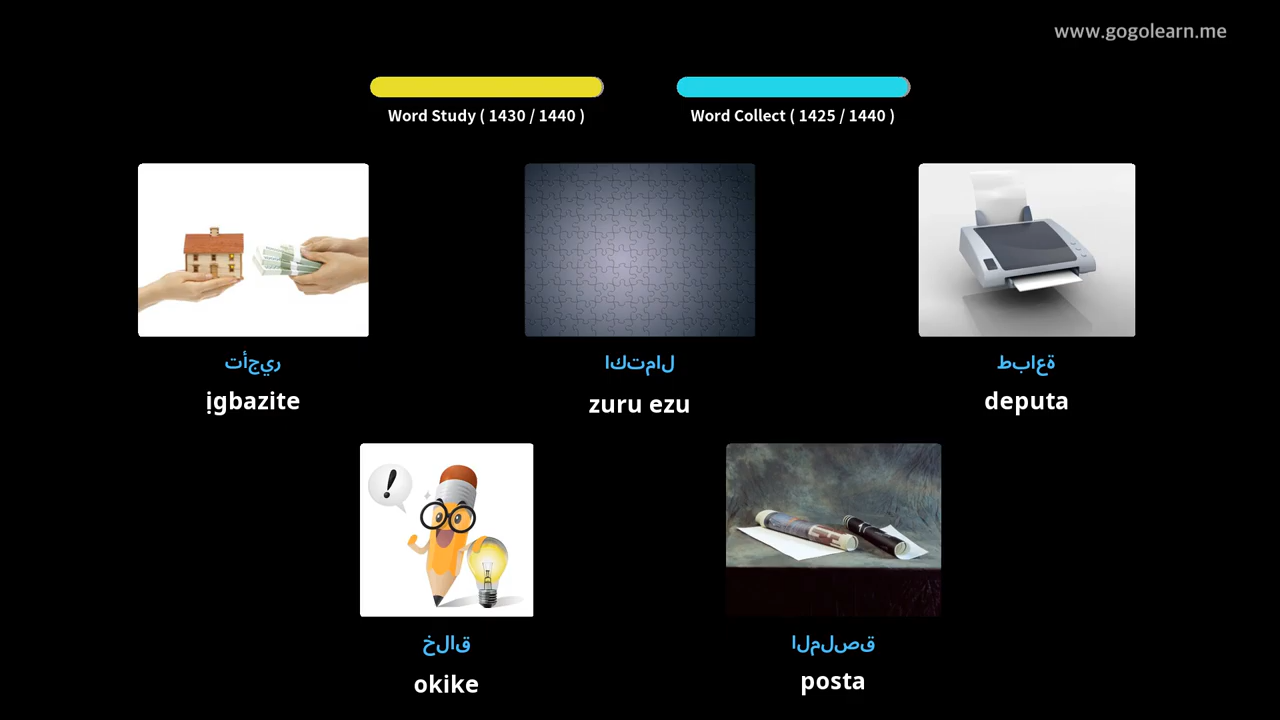 www.gogolearn.me
Word Study ( 1430 / 1440 )
Word Collect ( 1425 / 1440 )
تأجير
ịgbazite
اكتمال
zuru ezu
طباعة
deputa
خلاق
okike
الملصق
posta